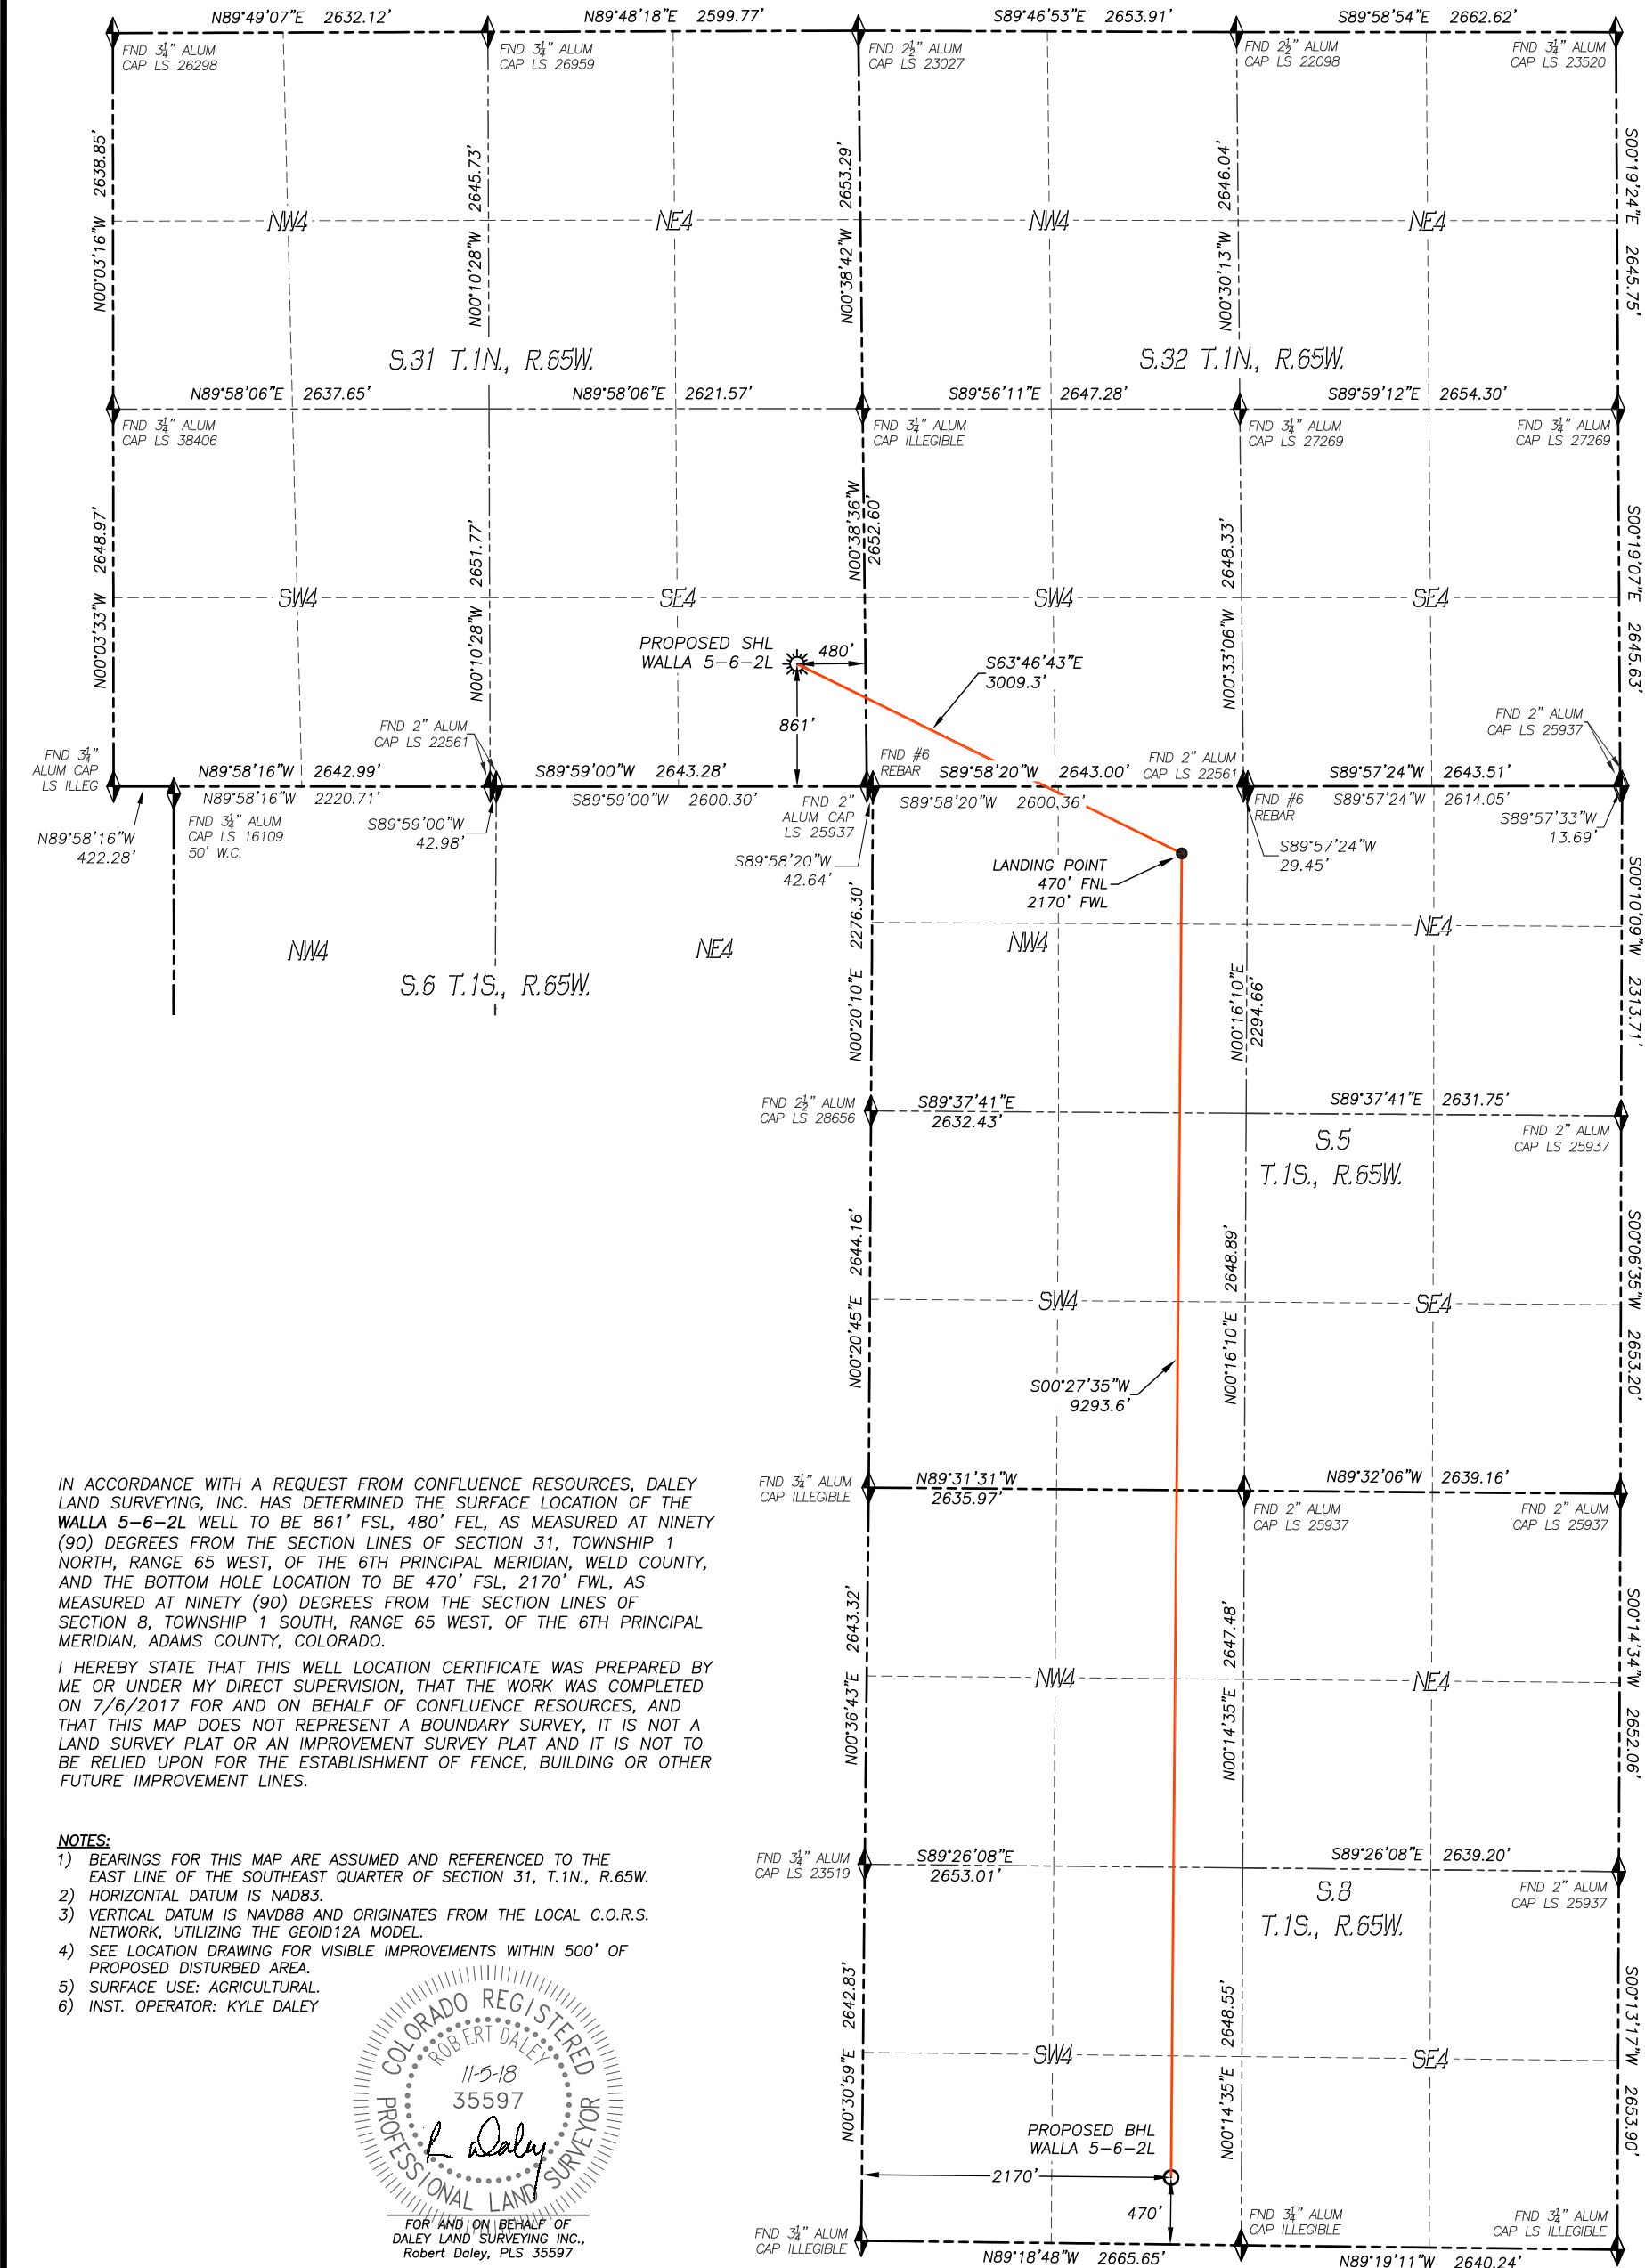 N89°49'07"E 2632.12'
N89°48'18"E 2599.77'
S89°46'53"E 2653.91'
S89°58'54"E 2662.62'
FND 3¼" ALUM
CAP LS 26298
FND 3¼" ALUM
CAP LS 26959
FND 2½" ALUM
CAP LS 23027
FND 2½" ALUM
CAP LS 22098
FND 3¼" ALUM
CAP LS 23520
N00°03'16"W 2638.85'
N00°10'28"W 2645.73'
N00°38'42"W 2653.29'
N00°30'13"W 2646.04'
S00°19'24"E 2645.75'
NW4
NE4
NW4
NE4
S.31 T.1N., R.65W.
S.32 T.1N., R.65W.
N89°58'06"E 2637.65'
N89°58'06"E 2621.57'
S89°56'11"E 2647.28'
S89°59'12"E 2654.30'
FND 3¼" ALUM
CAP LS 38406
FND 3¼" ALUM
CAP ILLEGIBLE
FND 3¼" ALUM
CAP LS 27269
FND 3¼" ALUM
CAP LS 27269
N00°03'33"W 2648.97'
N00°10'28"W 2651.77'
N00°38'36"W
2652.60'
N00°33'06"W 2648.33'
S00°19'07"E 2645.63'
SW4
SE4
SW4
SE4
PROPOSED SHL
WALLA 5-6-2L
480'
861'
S63°46'43"E
3009.3'
FND 2" ALUM
CAP LS 22561
FND 2" ALUM
CAP LS 25937
FND 3¼"
ALUM CAP
LS ILLEG
N89°58'16"W 2642.99'
S89°59'00"W 2643.28'
FND #6
REBAR
S89°58'20"W 2643.00'
FND 2" ALUM
CAP LS 22561
S89°57'24"W 2643.51'
N89°58'16"W 2220.71'
S89°59'00"W 2600.30'
S89°58'20"W 2600.36'
S89°57'24"W 2614.05'
N89°58'16"W
422.28'
FND 3¼" ALUM
CAP LS 16109
50' W.C.
S89°59'00"W
42.98'
FND 2"
ALUM CAP
LS 25937
S89°58'20"W
42.64'
FND #6
REBAR
S89°57'24"W
29.45'
S89°57'33"W
13.69'
LANDING POINT
470' FNL
2170' FWL
N00°20'10"E 2276.30'
N00°16'10"E
2294.66'
S00°10'09"W 2313.71'
NW4
NE4
NW4
NE4
S.6 T.1S., R.65W.
FND 2½" ALUM
CAP LS 28656
S89°37'41"E
2632.43'
S89°37'41"E 2631.75'
FND 2" ALUM
CAP LS 25937
S.5
T.1S., R.65W.
N00°20'45"E 2644.16'
N00°16'10"E 2648.89'
S00°06'35"W 2653.20'
SW4
SE4
S00°27'35"W
9293.6'
FND 3¼" ALUM
CAP ILLEGIBLE
N89°31'31"W
2635.97'
N89°32'06"W 2639.16'
FND 2" ALUM
CAP LS 25937
FND 2" ALUM
CAP LS 25937
IN ACCORDANCE WITH A REQUEST FROM CONFLUENCE RESOURCES, DALEY
LAND SURVEYING, INC. HAS DETERMINED THE SURFACE LOCATION OF THE
WALLA 5-6-2L WELL TO BE 861' FSL, 480' FEL, AS MEASURED AT NINETY
(90) DEGREES FROM THE SECTION LINES OF SECTION 31, TOWNSHIP 1
NORTH, RANGE 65 WEST, OF THE 6TH PRINCIPAL MERIDIAN, WELD COUNTY,
AND THE BOTTOM HOLE LOCATION TO BE 470' FSL, 2170' FWL, AS
MEASURED AT NINETY (90) DEGREES FROM THE SECTION LINES OF
SECTION 8, TOWNSHIP 1 SOUTH, RANGE 65 WEST, OF THE 6TH PRINCIPAL
MERIDIAN, ADAMS COUNTY, COLORADO.
I HEREBY STATE THAT THIS WELL LOCATION CERTIFICATE WAS PREPARED BY
ME OR UNDER MY DIRECT SUPERVISION, THAT THE WORK WAS COMPLETED
ON 7/6/2017 FOR AND ON BEHALF OF CONFLUENCE RESOURCES, AND
THAT THIS MAP DOES NOT REPRESENT A BOUNDARY SURVEY, IT IS NOT A
LAND SURVEY PLAT OR AN IMPROVEMENT SURVEY PLAT AND IT IS NOT TO
BE RELIED UPON FOR THE ESTABLISHMENT OF FENCE, BUILDING OR OTHER
FUTURE IMPROVEMENT LINES.
N00°36'43"E 2643.32'
N00°14'35"E 2647.48'
S00°14'34"W 2652.06'
NW4
NE4
NOTES:
1) BEARINGS FOR THIS MAP ARE ASSUMED AND REFERENCED TO THE
EAST LINE OF THE SOUTHEAST QUARTER OF SECTION 31, T.1N., R.65W.
2) HORIZONTAL DATUM IS NAD83.
3) VERTICAL DATUM IS NAVD88 AND ORIGINATES FROM THE LOCAL C.O.R.S.
NETWORK, UTILIZING THE GEOID12A MODEL.
4) SEE LOCATION DRAWING FOR VISIBLE IMPROVEMENTS WITHIN 500' OF
PROPOSED DISTURBED AREA.
5) SURFACE USE: AGRICULTURAL.
6) INST. OPERATOR: KYLE DALEY
FND 3¼" ALUM
CAP LS 23519
S89°26'08"E
2653.01'
S89°26'08"E 2639.20'
FND 2" ALUM
CAP LS 25937
S.8
T.1S., R.65W.
N00°30'59"E 2642.83'
N00°14'35"E 2648.55'
S00°13'17"W 2653.90'
SW4
SE4
COLORADO REGISTERED
ROBERT DALEY
11-5-18
35597
R Daley
PROFESSIONAL LAND SURVEYOR
FOR AND ON BEHALF OF
DALEY LAND SURVEYING INC.,
Robert Daley, PLS 35597
PROPOSED BHL
WALLA 5-6-2L
2170'
470'
FND 3¼" ALUM
CAP ILLEGIBLE
FND 3¼" ALUM
CAP ILLEGIBLE
FND 3¼" ALUM
CAP LS ILLEGIBLE
N89°18'48"W 2665.65'
N89°19'11"W 2640.24'